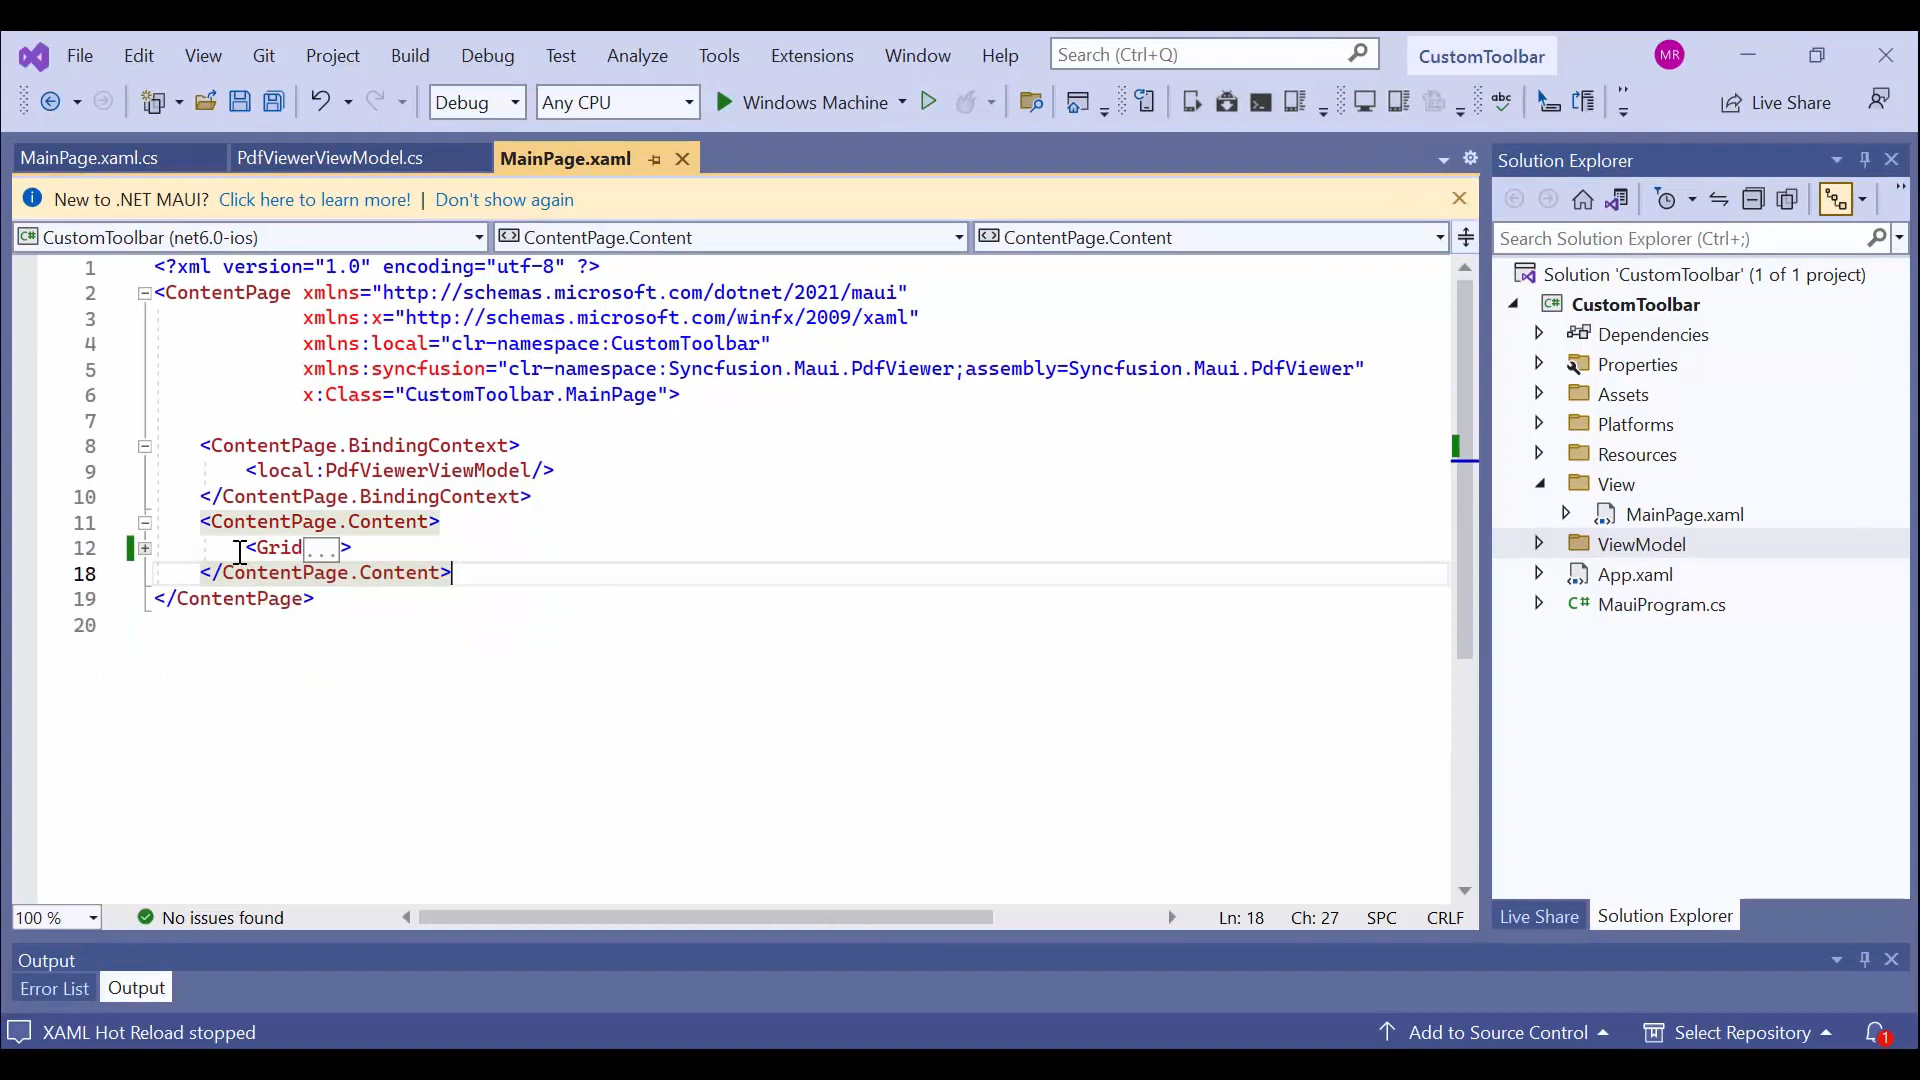 File Edit View Git Project Build Debug Test Analyze Tools Extensions Window Help Search (Ctrl+Q) CustomToolbar MR
Debug Any CPU Windows Machine Live Share
MainPage.xaml.cs PdfViewerViewModel.cs MainPage.xaml
New to .NET MAUI? Click here to learn more! | Don't show again
CustomToolbar (net6.0-ios) ContentPage.Content ContentPage.Content
1 <?xml version="1.0" encoding="utf-8" ?>
2 <ContentPage xmlns="http://schemas.microsoft.com/dotnet/2021/maui"
3 xmlns:x="http://schemas.microsoft.com/winfx/2009/xaml"
4 xmlns:local="clr-namespace:CustomToolbar"
5 xmlns:syncfusion="clr-namespace:Syncfusion.Maui.PdfViewer;assembly=Syncfusion.Maui.PdfViewer"
6 x:Class="CustomToolbar.MainPage">
7
8 <ContentPage.BindingContext>
9 <local:PdfViewerViewModel/>
10 </ContentPage.BindingContext>
11 <ContentPage.Content>
12 <Grid...>
18 </ContentPage.Content>
19 </ContentPage>
20
100 % No issues found Ln: 18 Ch: 27 SPC CRLF
Solution Explorer
Search Solution Explorer (Ctrl+;)
Solution 'CustomToolbar' (1 of 1 project)
C# CustomToolbar
Dependencies
Properties
Assets
Platforms
Resources
View
MainPage.xaml
ViewModel
App.xaml
C# MauiProgram.cs
Live Share Solution Explorer
Output
Error List Output
XAML Hot Reload stopped Add to Source Control Select Repository 1